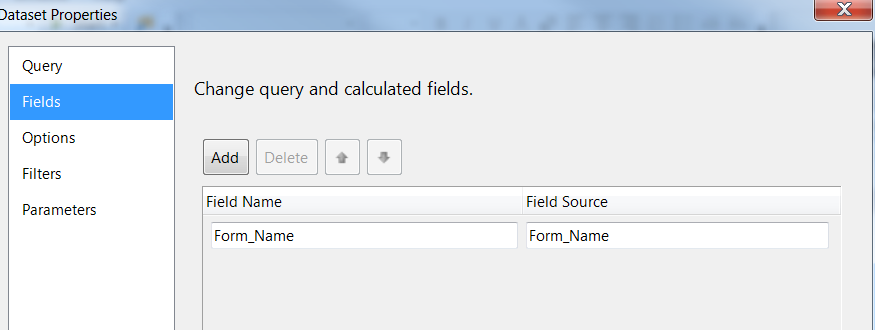 Dataset Properties
Query
Fields
Options
Filters
Parameters
Change query and calculated fields.
Add Delete
Field Name Field Source
Form_Name Form_Name